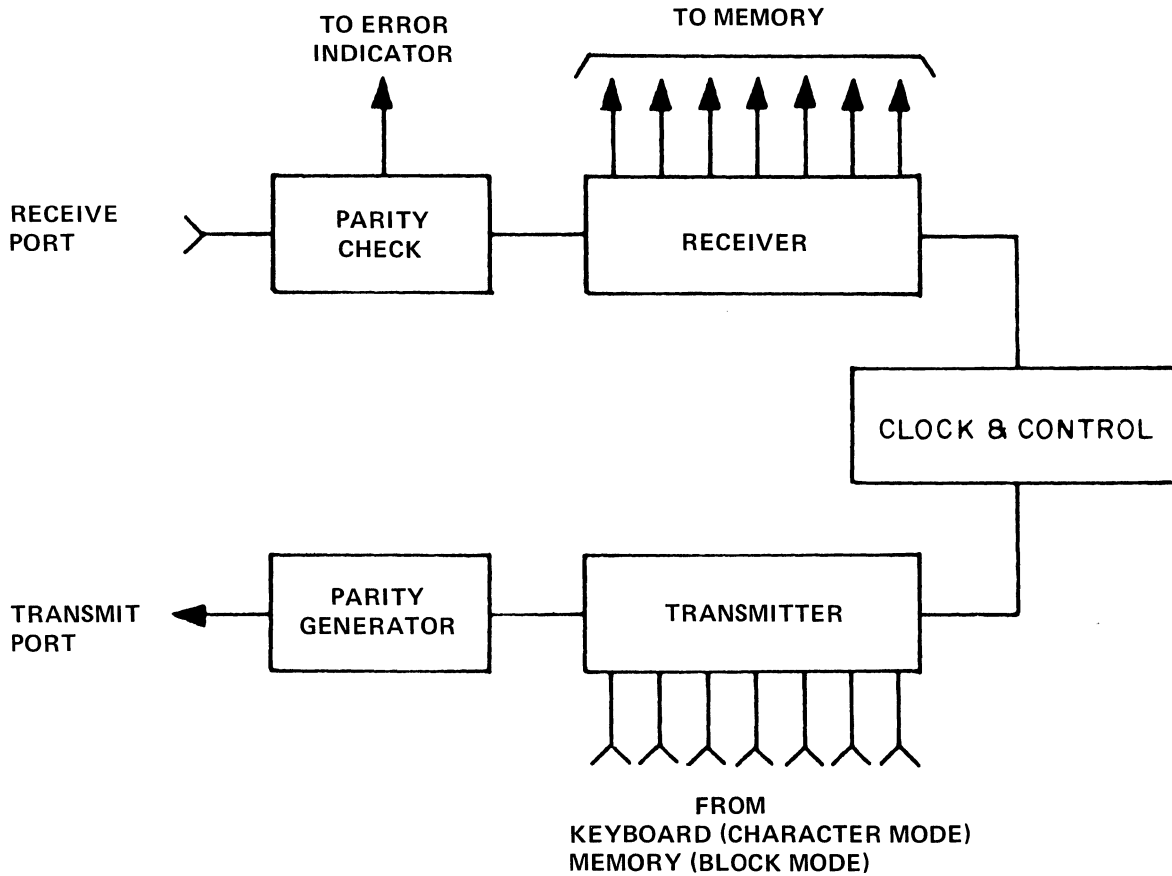 TO ERROR
INDICATOR
TO MEMORY
RECEIVE
PORT
PARITY
CHECK
RECEIVER
CLOCK & CONTROL
TRANSMIT
PORT
PARITY
GENERATOR
TRANSMITTER
FROM
KEYBOARD (CHARACTER MODE)
MEMORY (BLOCK MODE)